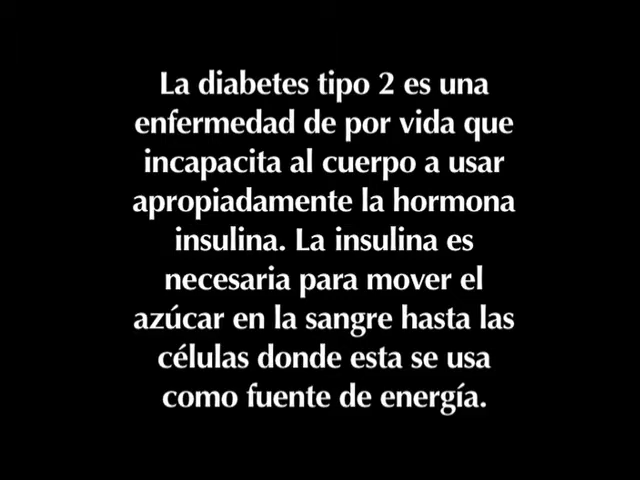 La diabetes tipo 2 es una
enfermedad de por vida que
incapacita al cuerpo a usar
apropiadamente la hormona
insulina. La insulina es
necesaria para mover el
azúcar en la sangre hasta las
células donde esta se usa
como fuente de energía.